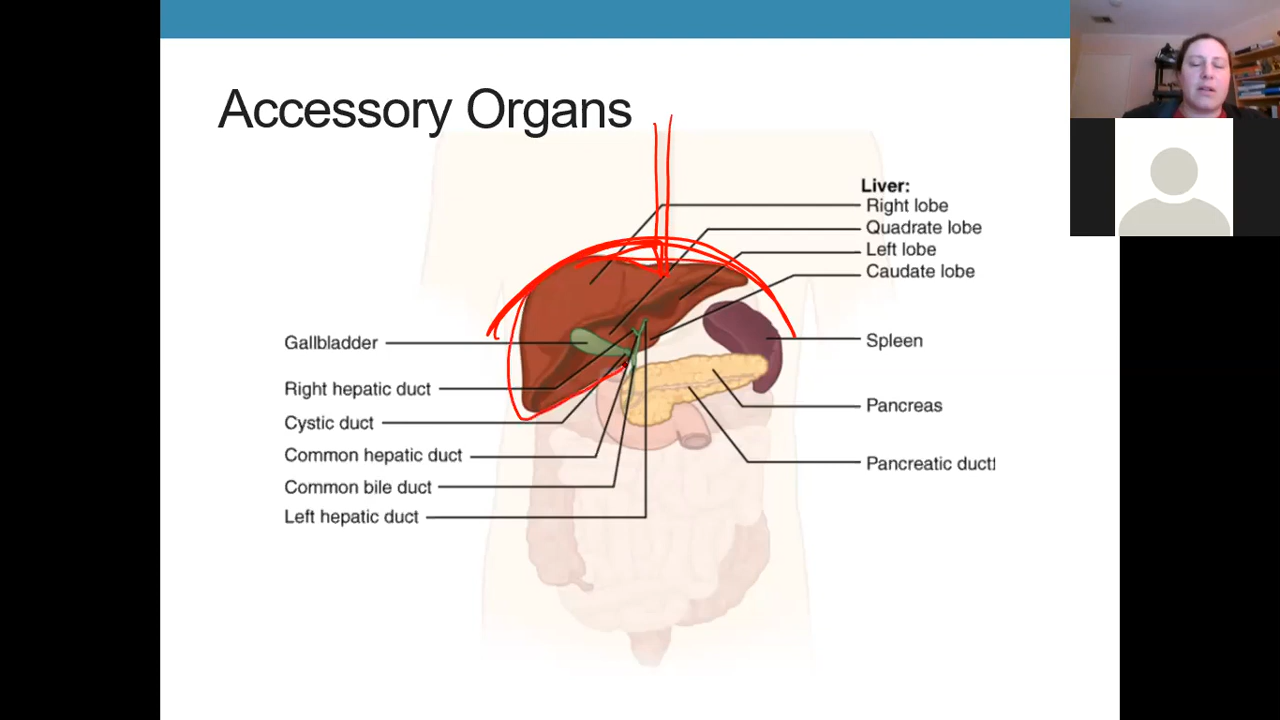 Accessory Organs
Liver:
Right lobe
Quadrate lobe
Left lobe
Caudate lobe
Gallbladder
Spleen
Right hepatic duct
Pancreas
Cystic duct
Common hepatic duct
Pancreatic duct
Common bile duct
Left hepatic duct